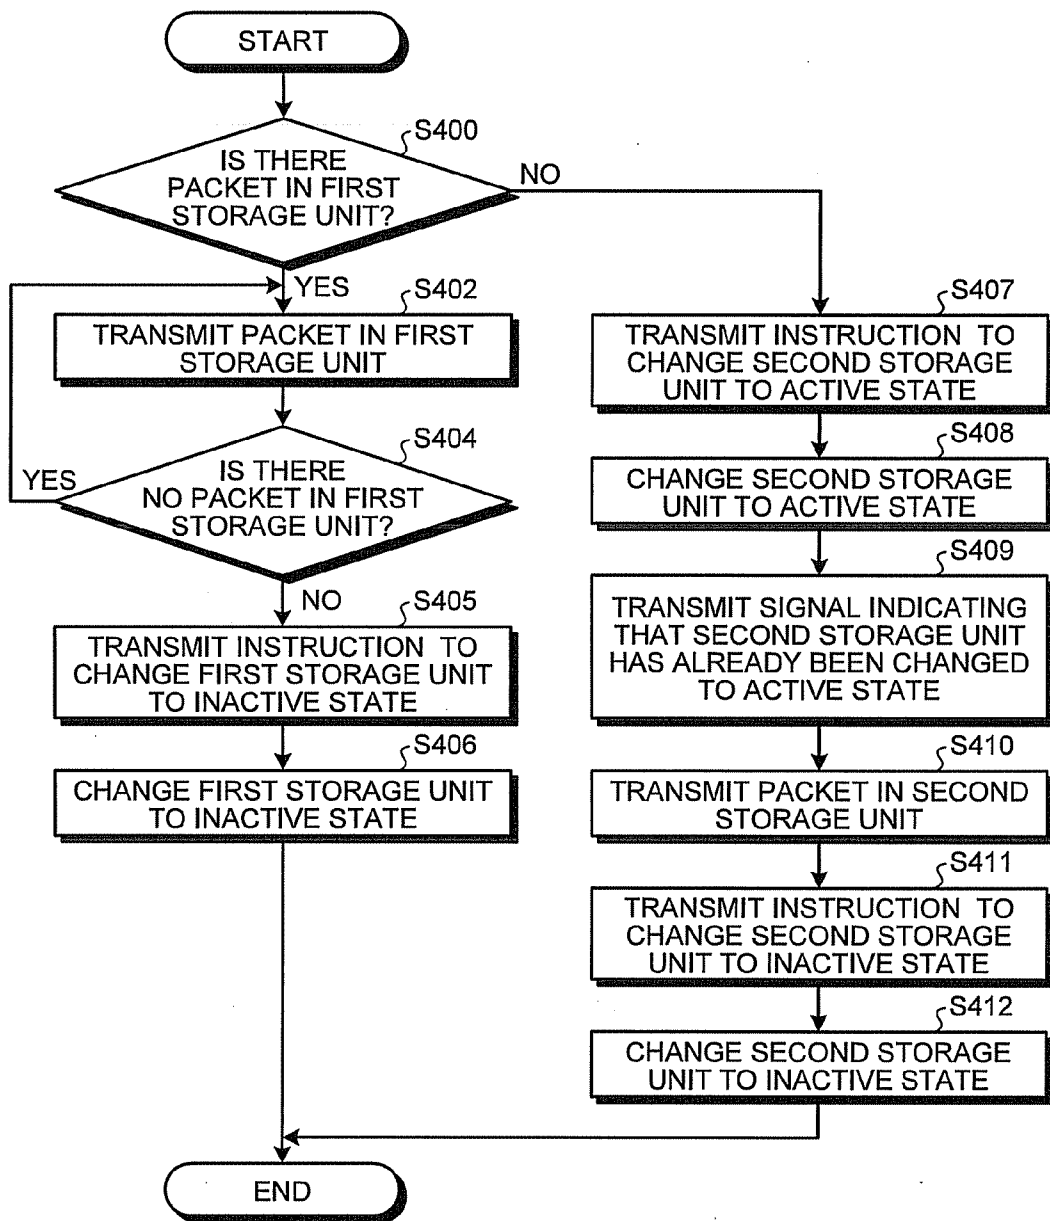 START
S400
IS THERE
PACKET IN FIRST
STORAGE UNIT?
NO
YES
S402
TRANSMIT PACKET IN FIRST
STORAGE UNIT
S404
YES
IS THERE
NO PACKET IN FIRST
STORAGE UNIT?
NO
S405
TRANSMIT INSTRUCTION TO
CHANGE FIRST STORAGE UNIT
TO INACTIVE STATE
S406
CHANGE FIRST STORAGE UNIT
TO INACTIVE STATE
S407
TRANSMIT INSTRUCTION TO
CHANGE SECOND STORAGE
UNIT TO ACTIVE STATE
S408
CHANGE SECOND STORAGE
UNIT TO ACTIVE STATE
S409
TRANSMIT SIGNAL INDICATING
THAT SECOND STORAGE UNIT
HAS ALREADY BEEN CHANGED
TO ACTIVE STATE
S410
TRANSMIT PACKET IN SECOND
STORAGE UNIT
S411
TRANSMIT INSTRUCTION TO
CHANGE SECOND STORAGE
UNIT TO INACTIVE STATE
S412
CHANGE SECOND STORAGE
UNIT TO INACTIVE STATE
END